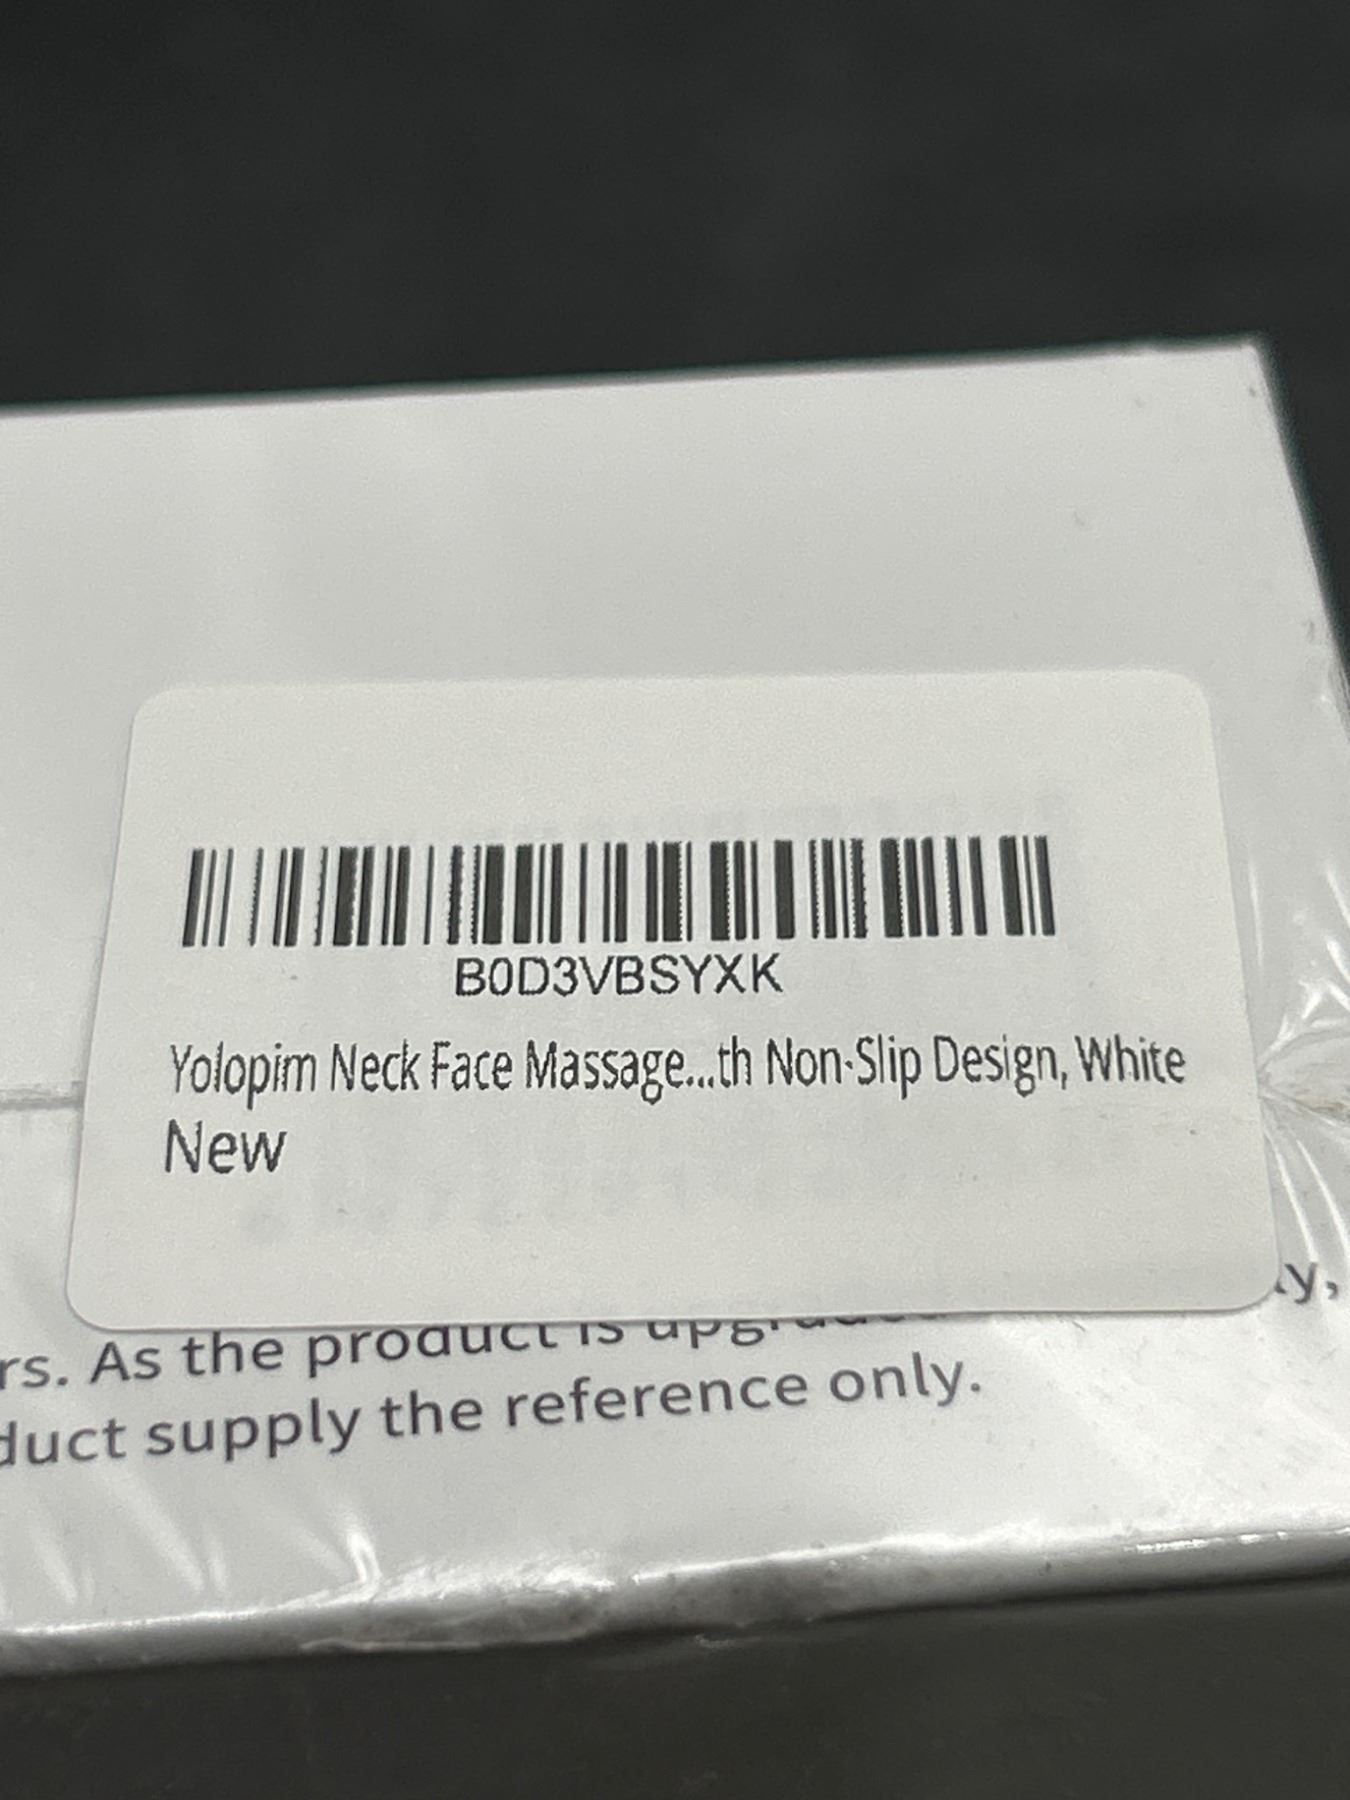 B0D3VBSYXK
Yolopim Neck Face Massage...th Non-Slip Design, White
New
rs. As the product is
duct supply the reference only.